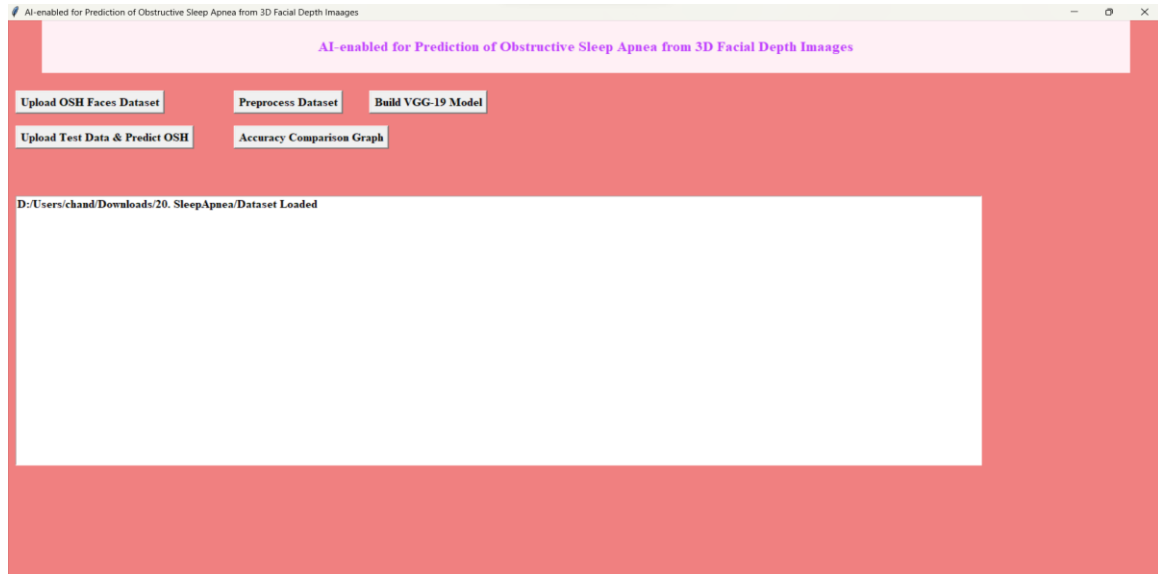 AI-enabled for Prediction of Obstructive Sleep Apnea from 3D Facial Depth Imaages
AI-enabled for Prediction of Obstructive Sleep Apnea from 3D Facial Depth Imaages
Upload OSH Faces Dataset
Preprocess Dataset
Build VGG-19 Model
Upload Test Data & Predict OSH
Accuracy Comparison Graph
D:/Users/chand/Downloads/20. SleepApnea/Dataset Loaded